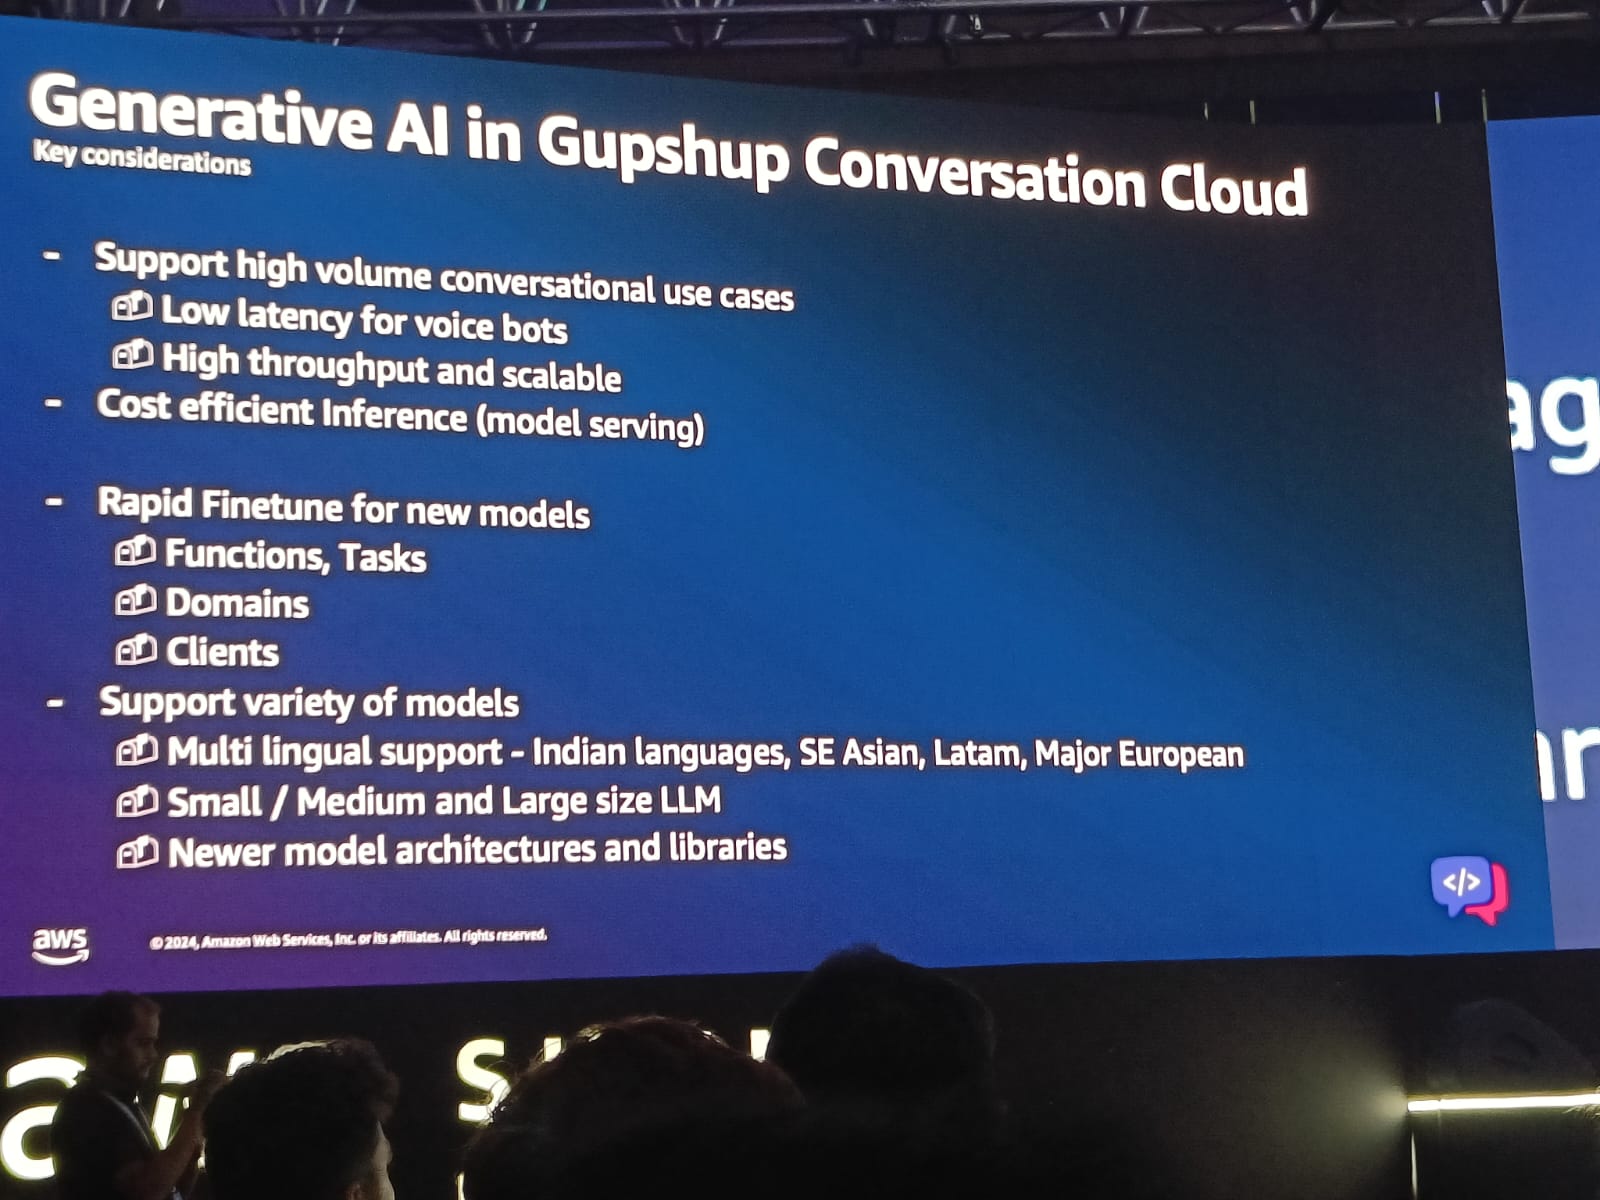 Generative AI in Gupshup Conversation Cloud
Key considerations
- Support high volume conversational use cases
Low latency for voice bots
High throughput and scalable
- Cost efficient Inference (model serving)
- Rapid Finetune for new models
Functions, Tasks
Domains
Clients
- Support variety of models
Multi lingual support - Indian languages, SE Asian, Latam, Major European
Small / Medium and Large size LLM
Newer model architectures and libraries
</>
aws
© 2024, Amazon Web Services, Inc. or its affiliates. All rights reserved.